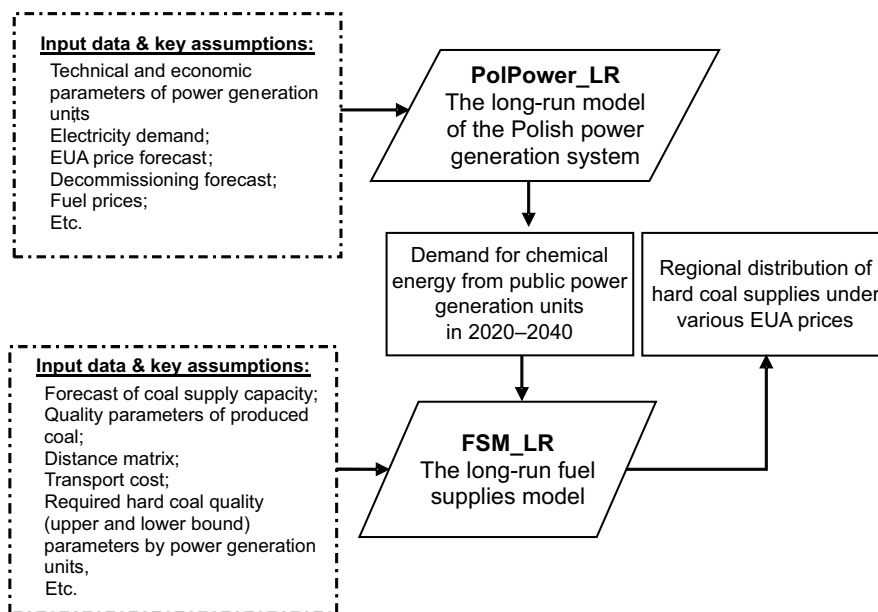 Input data & key assumptions:
Technical and economic
parameters of power generation
units;
Electricity demand;
EUA price forecast;
Decommissioning forecast;
Fuel prices;
Etc.
PolPower_LR
The long-run model
of the Polish power
generation system
Demand for chemical
energy from public power
generation units
in 2020–2040
Regional distribution of
hard coal supplies under
various EUA prices
Input data & key assumptions:
Forecast of coal supply capacity;
Quality parameters of produced
coal;
Distance matrix;
Transport cost;
Required hard coal quality
(upper and lower bound)
parameters by power generation
units,
Etc.
FSM_LR
The long-run fuel
supplies model